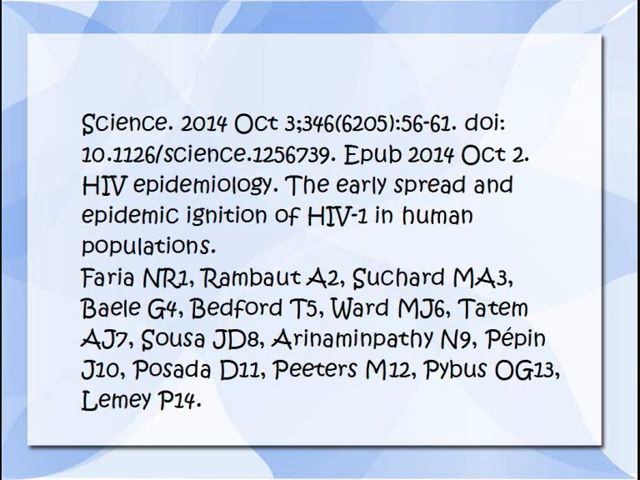 Science. 2014 Oct 3;346(6205):56-61. doi:
10.1126/science.1256739. Epub 2014 Oct 2.
HIV epidemiology. The early spread and
epidemic ignition of HIV-1 in human
populations.
Faria NR1, Rambaut A2, Suchard MA3,
Baele G4, Bedford T5, Ward MJ6, Tatem
AJ7, Sousa JD8, Arinaminpathy N9, Pépin
J10, Posada D11, Peeters M12, Pybus OG13,
Lemey P14.